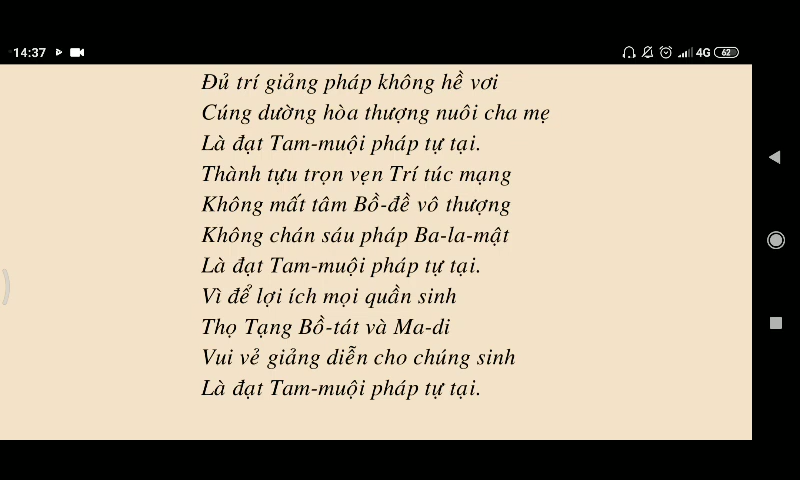 14:37
4G 62
Đủ trí giảng pháp không hề vơi
Cúng dường hòa thượng nuôi cha mẹ
Là đạt Tam-muội pháp tự tại.
Thành tựu trọn vẹn Trí túc mạng
Không mất tâm Bồ-đề vô thượng
Không chán sáu pháp Ba-la-mật
Là đạt Tam-muội pháp tự tại.
Vì để lợi ích mọi quần sinh
Thọ Tạng Bồ-tát và Ma-di
Vui vẻ giảng diễn cho chúng sinh
Là đạt Tam-muội pháp tự tại.